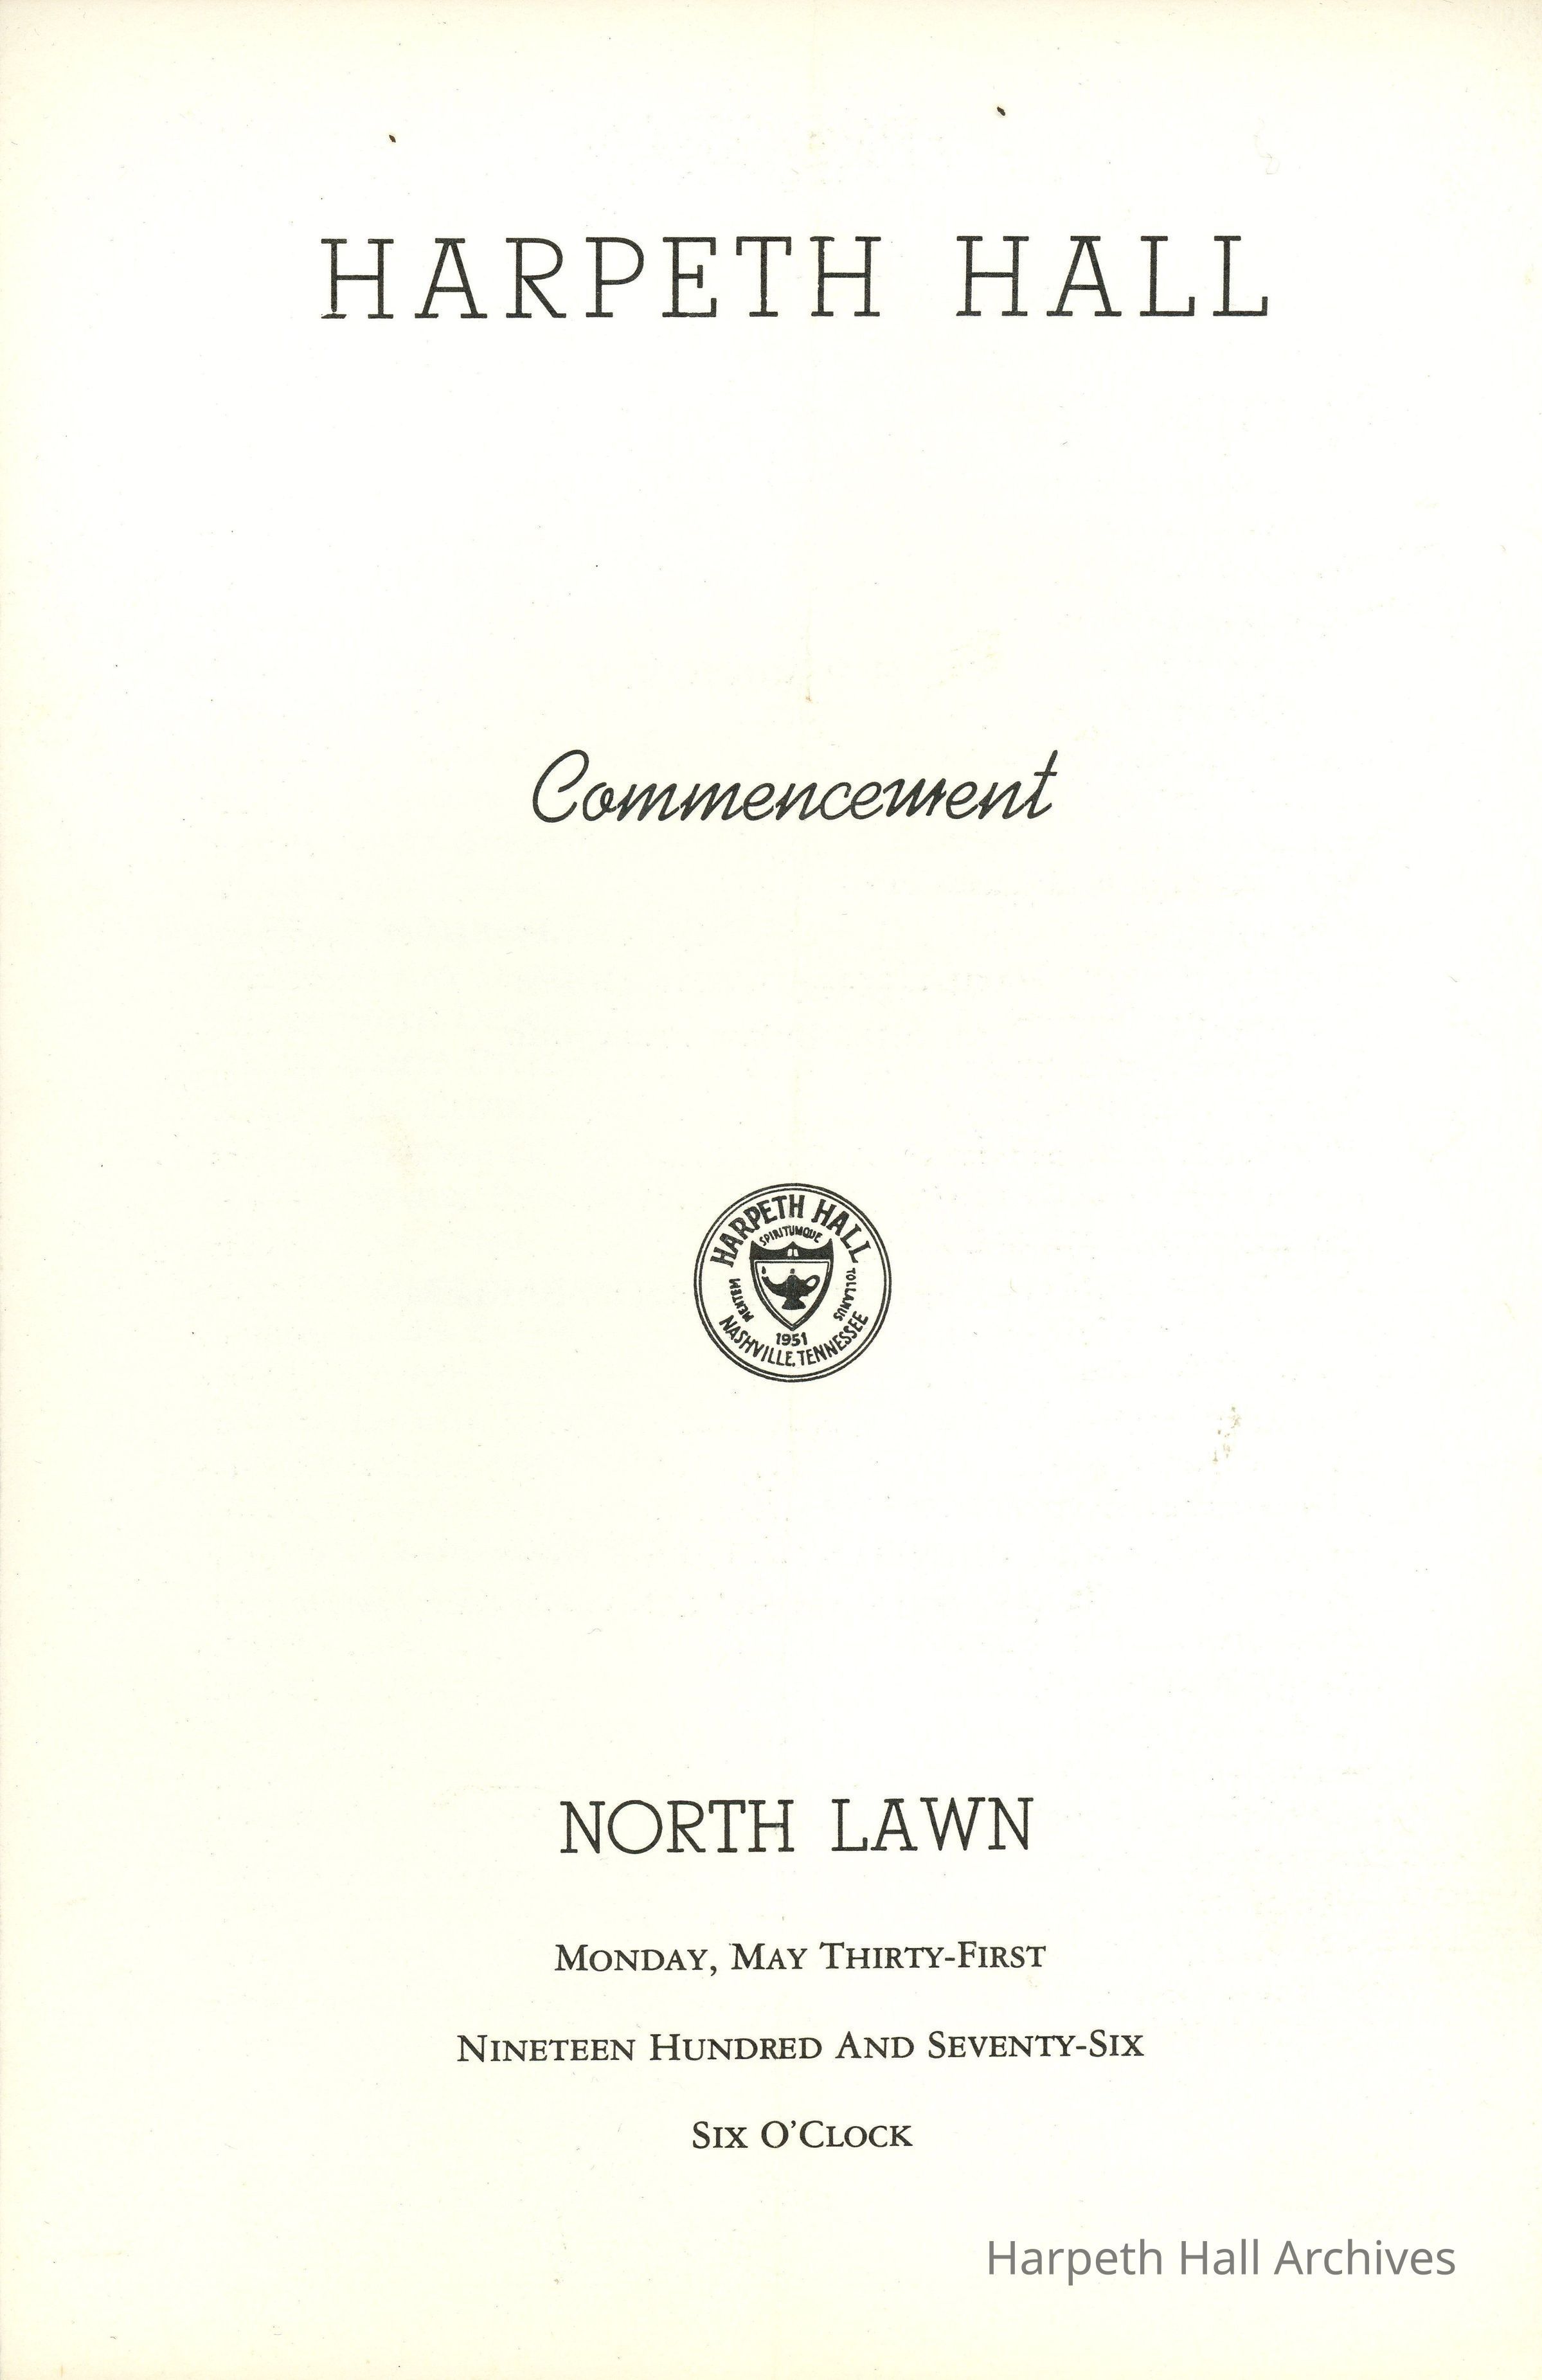 HARPETH HALL
Commencement
HARPETH HALL
SPIRITUMQUE
MENTEM
TOLLAMUS
1951
NASHVILLE, TENNESSEE
NORTH LAWN
MONDAY, MAY THIRTY-FIRST
NINETEEN HUNDRED AND SEVENTY-SIX
SIX O'CLOCK
Harpeth Hall Archives